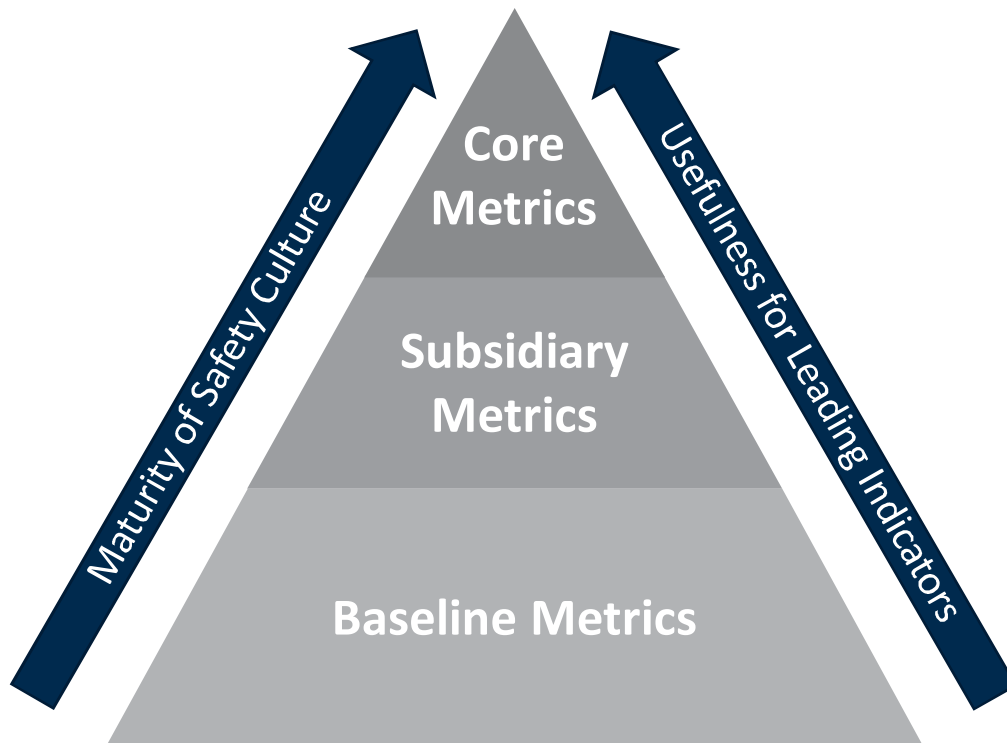 Core
Metrics
Subsidiary
Metrics
Baseline Metrics
Maturity of Safety Culture
Usefulness for Leading Indicators